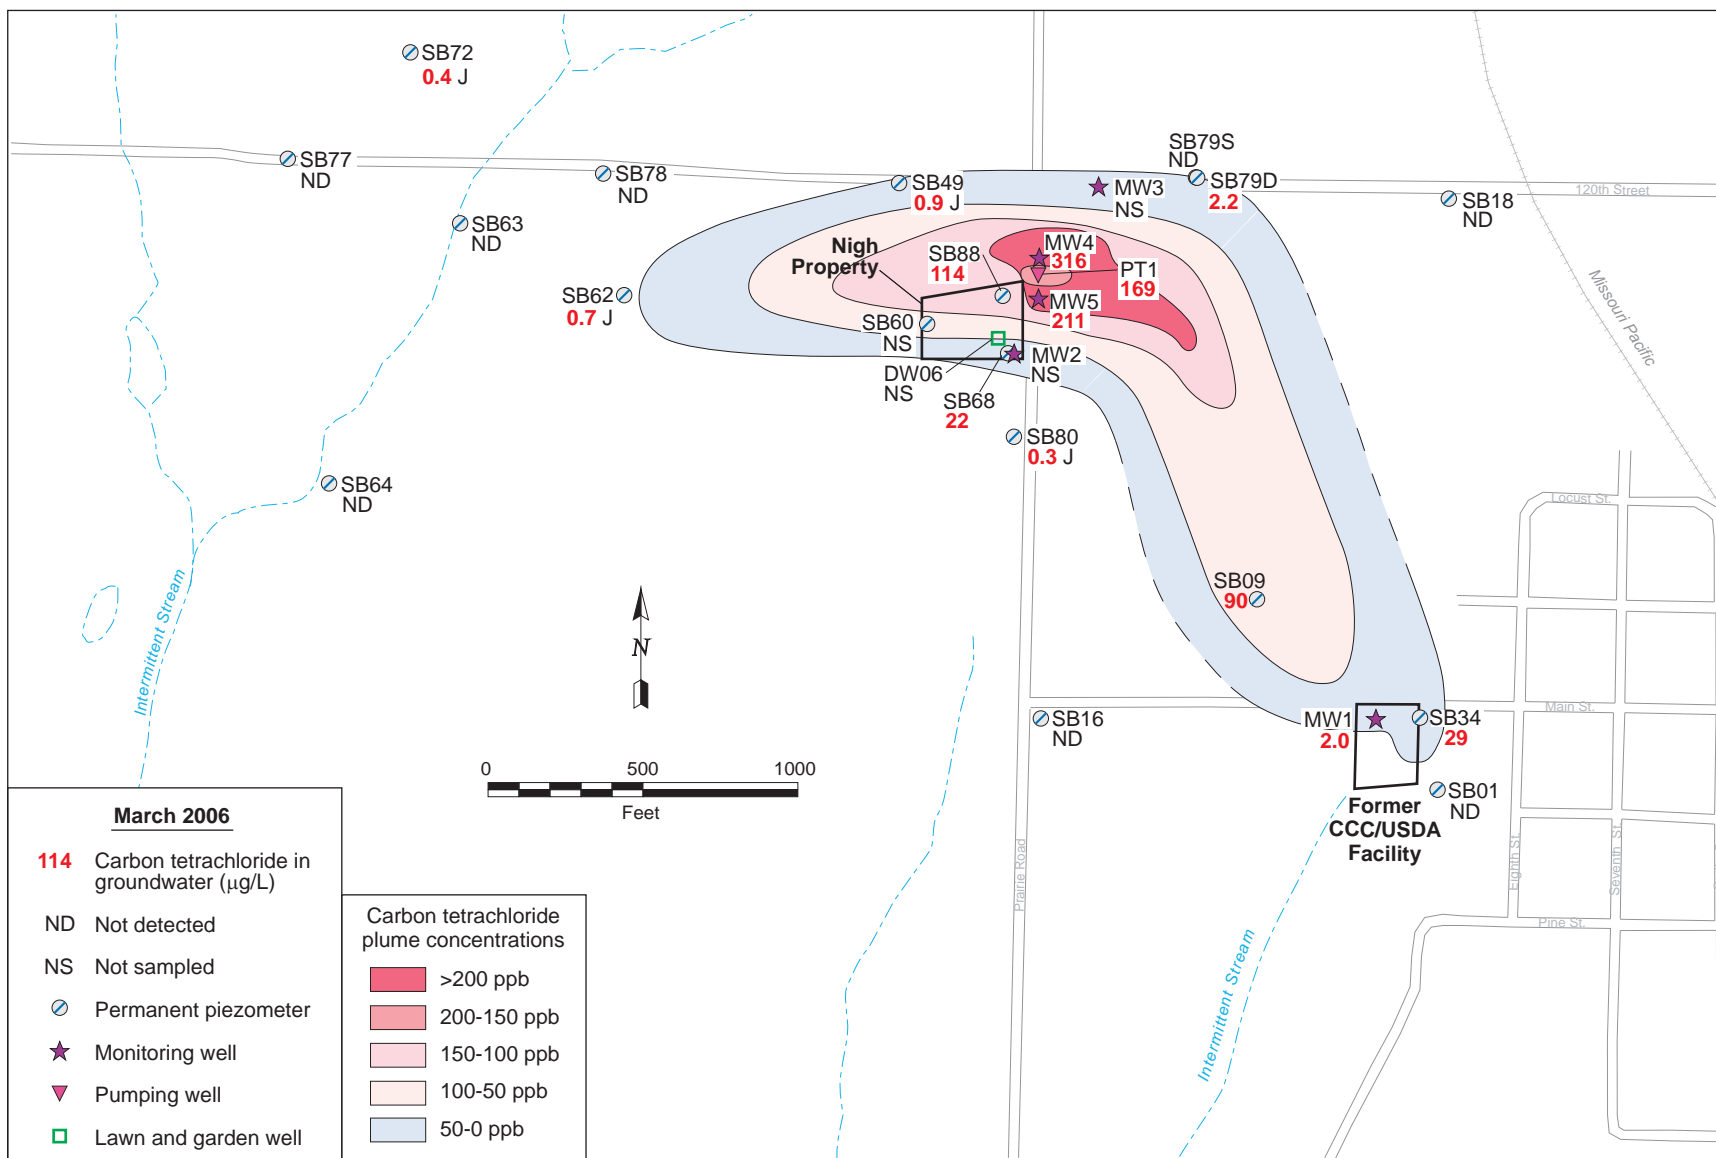 SB72
0.4 J
SB77
ND
SB78
ND
SB63
ND
SB49
0.9 J
MW3
NS
SB79S
ND
SB79D
2.2
SB18
ND
120th Street
Nigh
Property
SB88
114
MW4
316
PT1
169
MW5
211
SB62
0.7 J
SB60
NS
DW06
NS
MW2
NS
SB68
22
SB80
0.3 J
Missouri Pacific
SB64
ND
Locust St.
Intermittent Stream
N
SB09
90
SB16
ND
MW1
2.0
SB34
29
Main St.
SB01
ND
Former
CCC/USDA
Facility
0 500 1000
Feet
Prairie Road
Eighth St.
Seventh St.
Pine St.
Intermittent Stream
March 2006
114 Carbon tetrachloride in
groundwater (µg/L)
ND Not detected
NS Not sampled
Permanent piezometer
Monitoring well
Pumping well
Lawn and garden well
Carbon tetrachloride
plume concentrations
>200 ppb
200-150 ppb
150-100 ppb
100-50 ppb
50-0 ppb